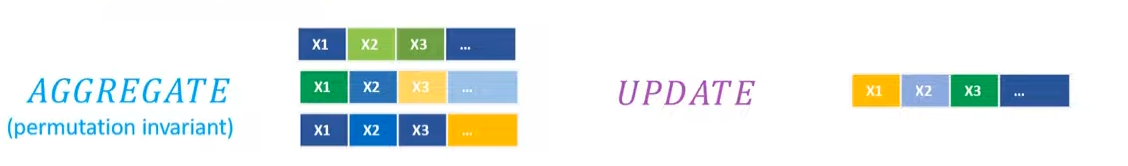 X1 X2 X3 ...
AGGREGATE
(permutation invariant)
X1 X2 X3 ...
X1 X2 X3 ...
UPDATE
X1 X2 X3 ...